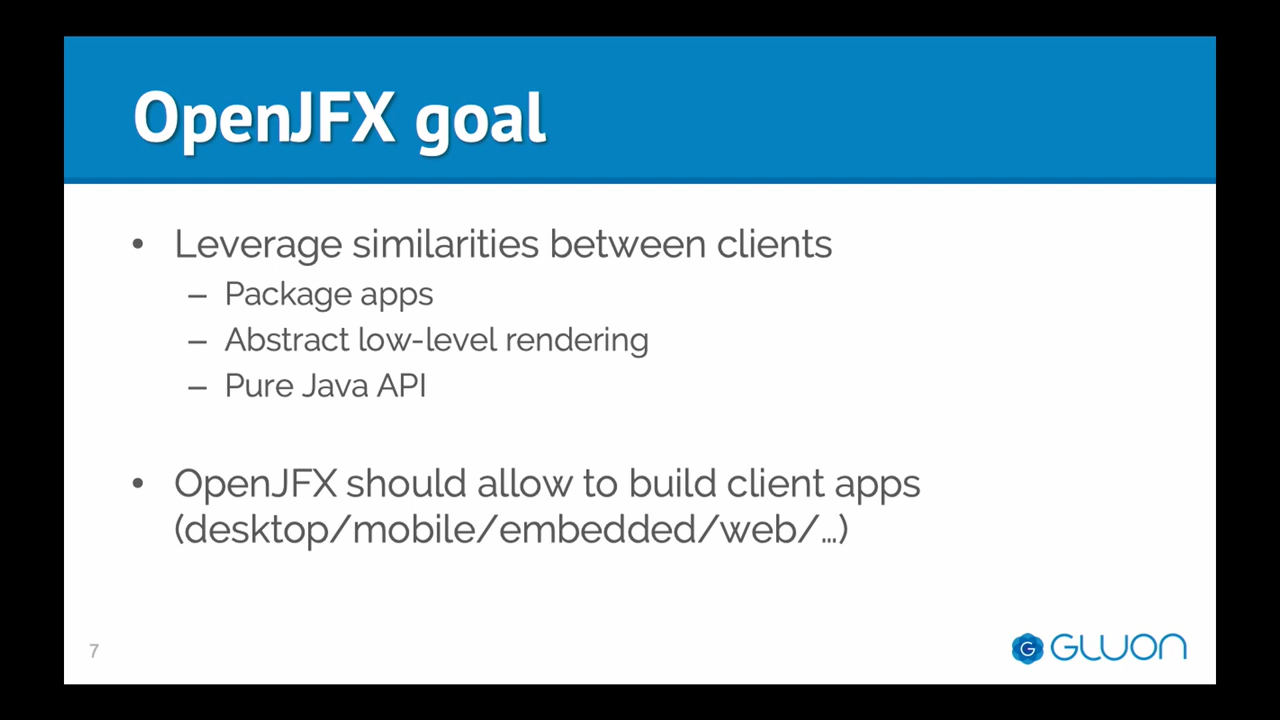 OpenJFX goal
• Leverage similarities between clients
– Package apps
– Abstract low-level rendering
– Pure Java API
• OpenJFX should allow to build client apps
(desktop/mobile/embedded/web/…)
7
G GLUON